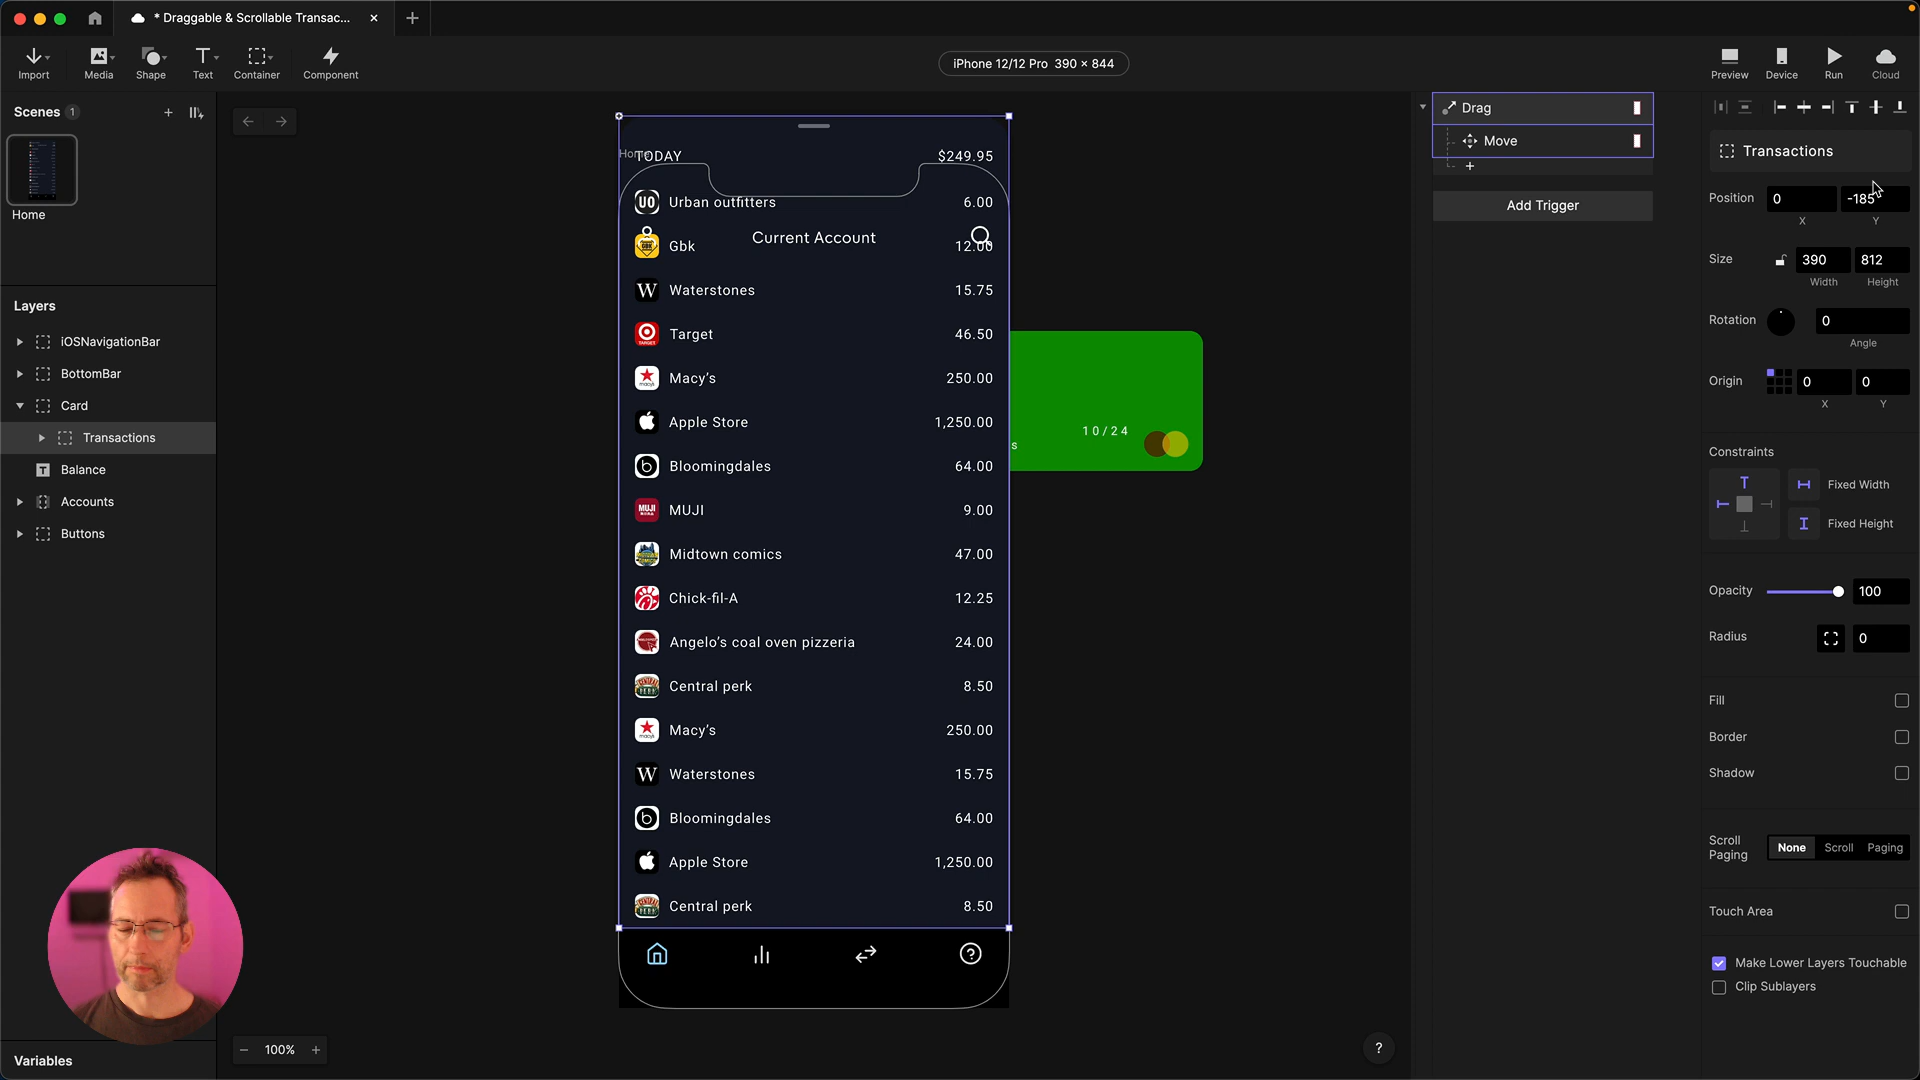 * Draggable & Scrollable Transac...
Import
Media
Shape
Text
Container
Component
iPhone 12/12 Pro 390 × 844
Preview
Device
Run
Cloud
Scenes 1
Home
Layers
iOSNavigationBar
BottomBar
Card
Transactions
Balance
Accounts
Buttons
Variables
100%
Home
TODAY $249.95
Urban outfitters 6.00
Current Account
Gbk 12.00
Waterstones 15.75
Target 46.50
Macy's 250.00
Apple Store 1,250.00
Bloomingdales 64.00
MUJI 9.00
Midtown comics 47.00
Chick-fil-A 12.25
Angelo's coal oven pizzeria 24.00
Central perk 8.50
Macy's 250.00
Waterstones 15.75
Bloomingdales 64.00
Apple Store 1,250.00
Central perk 8.50
10/24
s
?
Drag
Move
Add Trigger
Transactions
Position 0 -185
X Y
Size 390 812
Width Height
Rotation 0
Angle
Origin 0 0
X Y
Constraints
Fixed Width
Fixed Height
Opacity 100
Radius 0
Fill
Border
Shadow
Scroll
Paging
None Scroll Paging
Touch Area
Make Lower Layers Touchable
Clip Sublayers